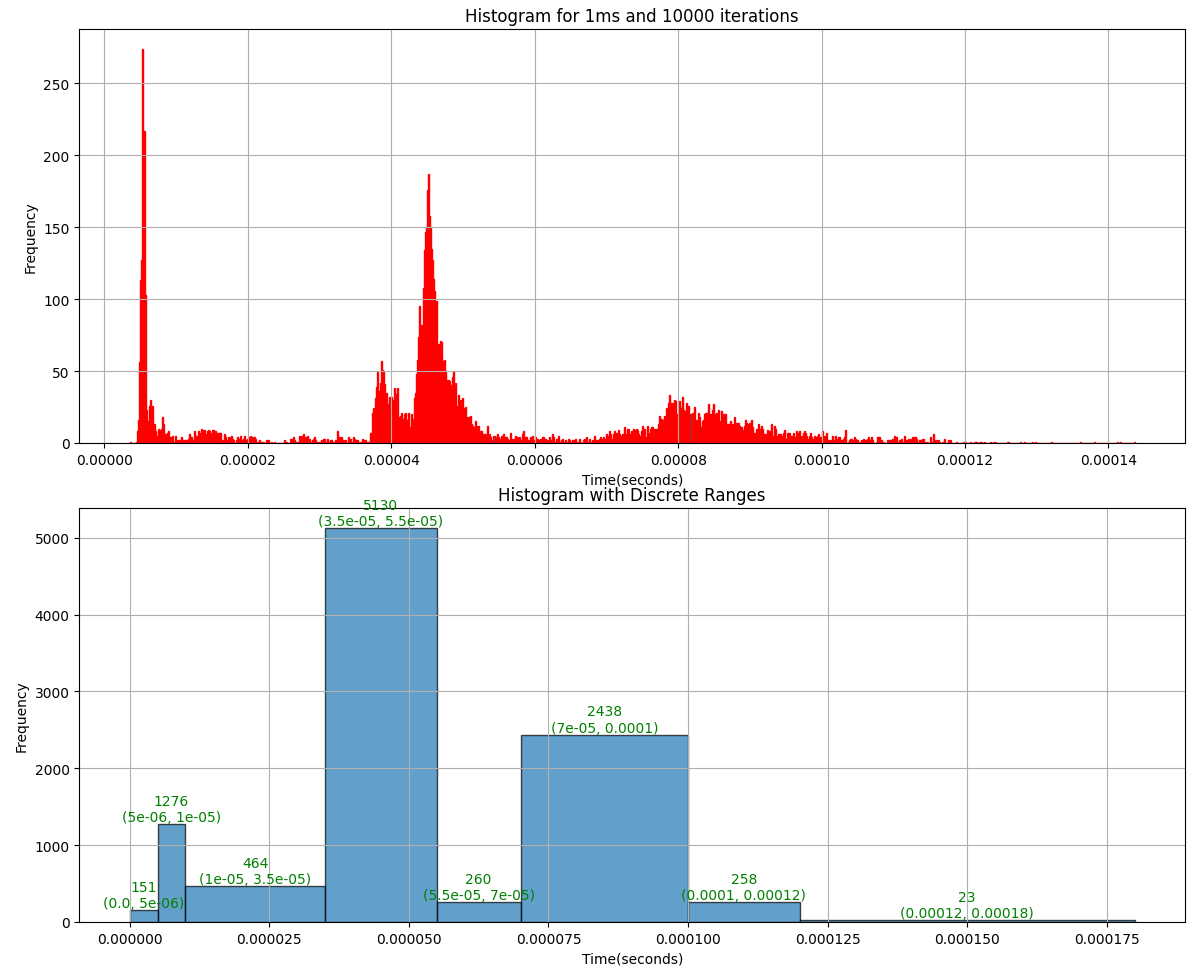 Histogram for 1ms and 10000 iterations
Frequency
250
200
150
100
50
0
0.00000 0.00002 0.00004 0.00006 0.00008 0.00010 0.00012 0.00014
Time(seconds)
Histogram with Discrete Ranges
Frequency
5000
4000
3000
2000
1000
0
151
(0.0, 5e-06)
1276
(5e-06, 1e-05)
464
(1e-05, 3.5e-05)
5130
(3.5e-05, 5.5e-05)
260
(5.5e-05, 7e-05)
2438
(7e-05, 0.0001)
258
(0.0001, 0.00012)
23
(0.00012, 0.00018)
0.000000 0.000025 0.000050 0.000075 0.000100 0.000125 0.000150 0.000175
Time(seconds)